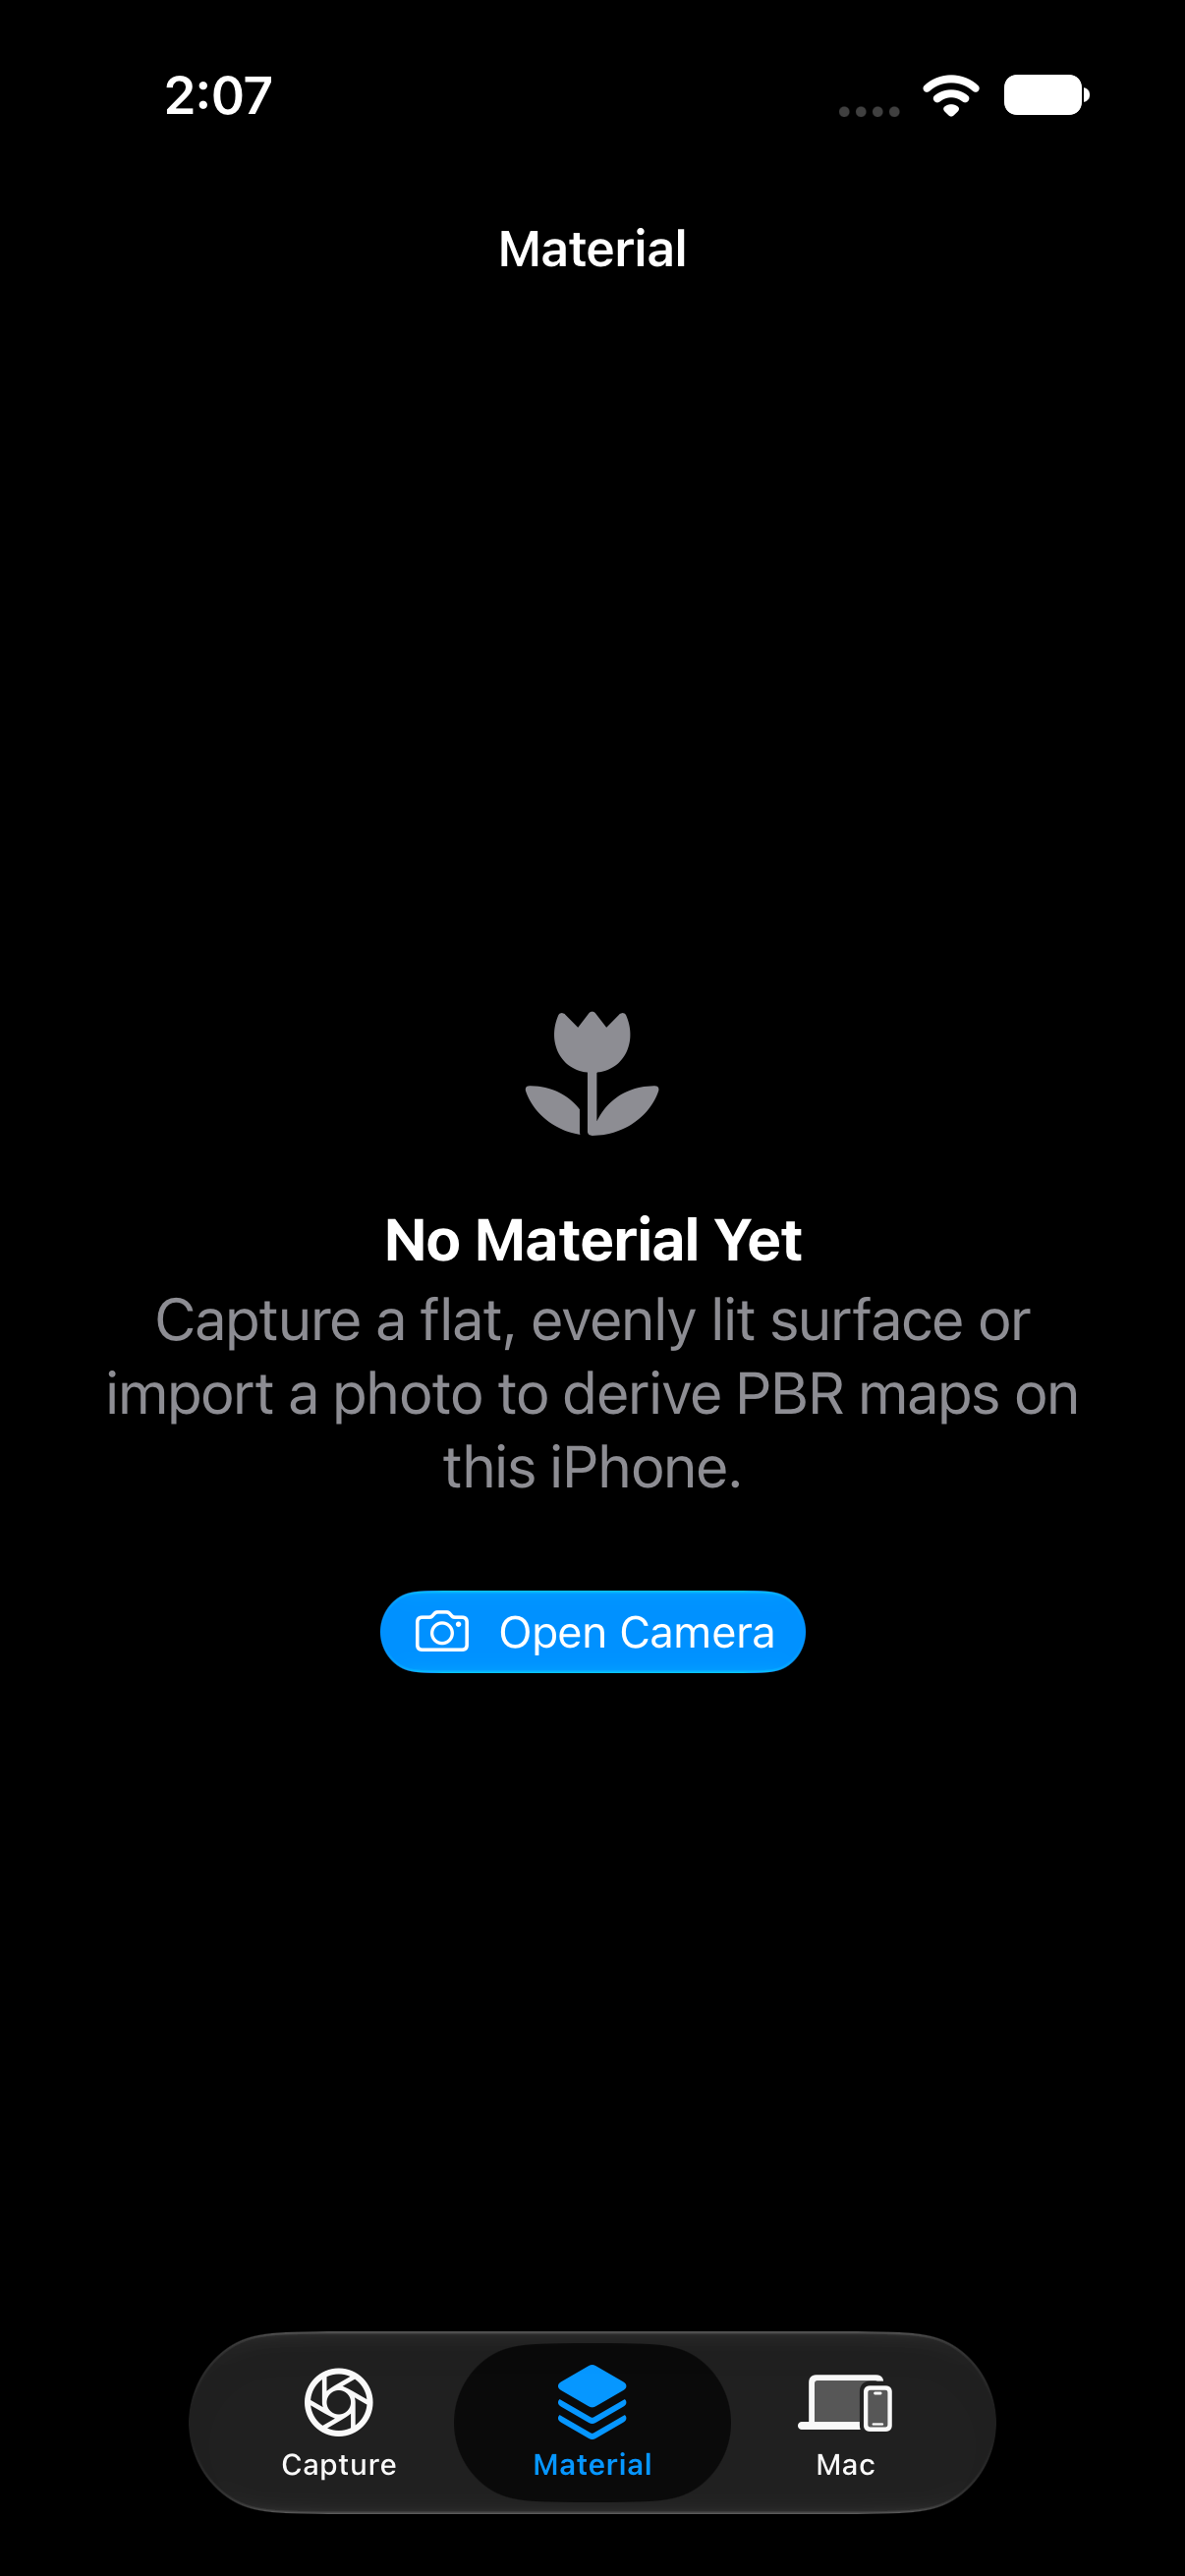 2:07
Material
No Material Yet
Capture a flat, evenly lit surface or
import a photo to derive PBR maps on
this iPhone.
Open Camera
Capture
Material
Mac